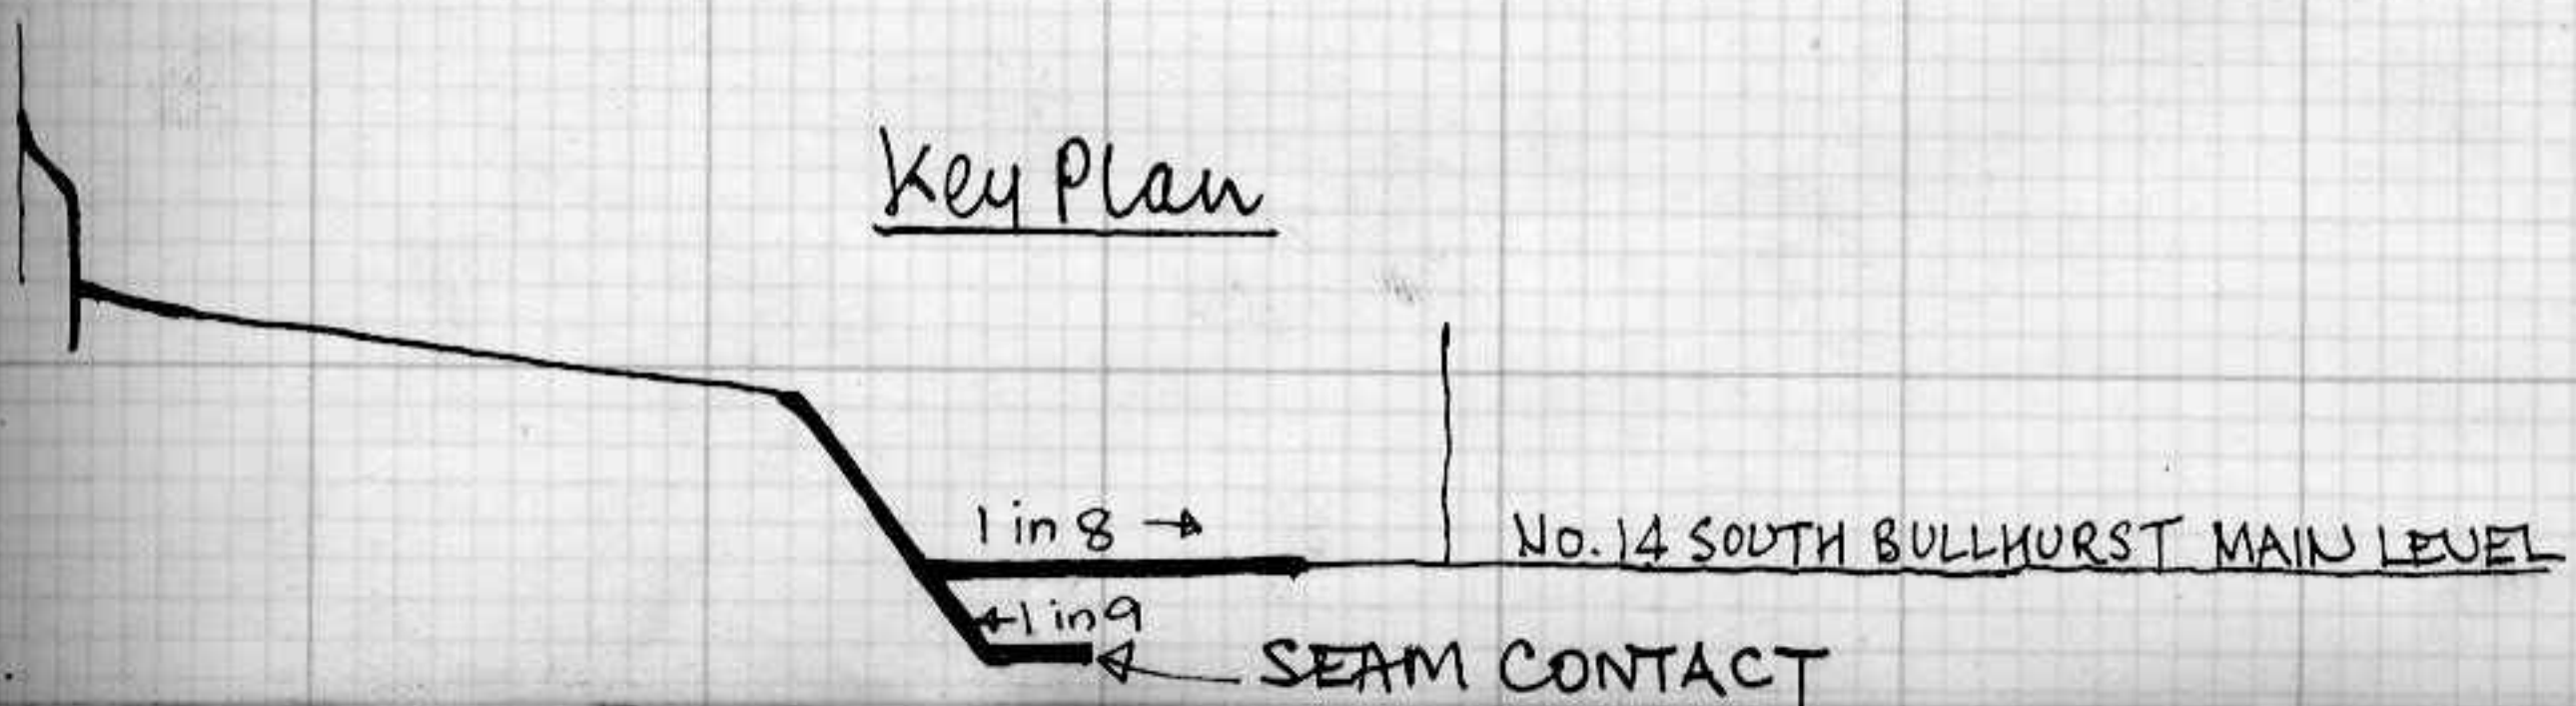 Key Plan
1 in 8 →
No. 14 SOUTH BULLHURST MAIN LEVEL
←1 in 9
SEAM CONTACT